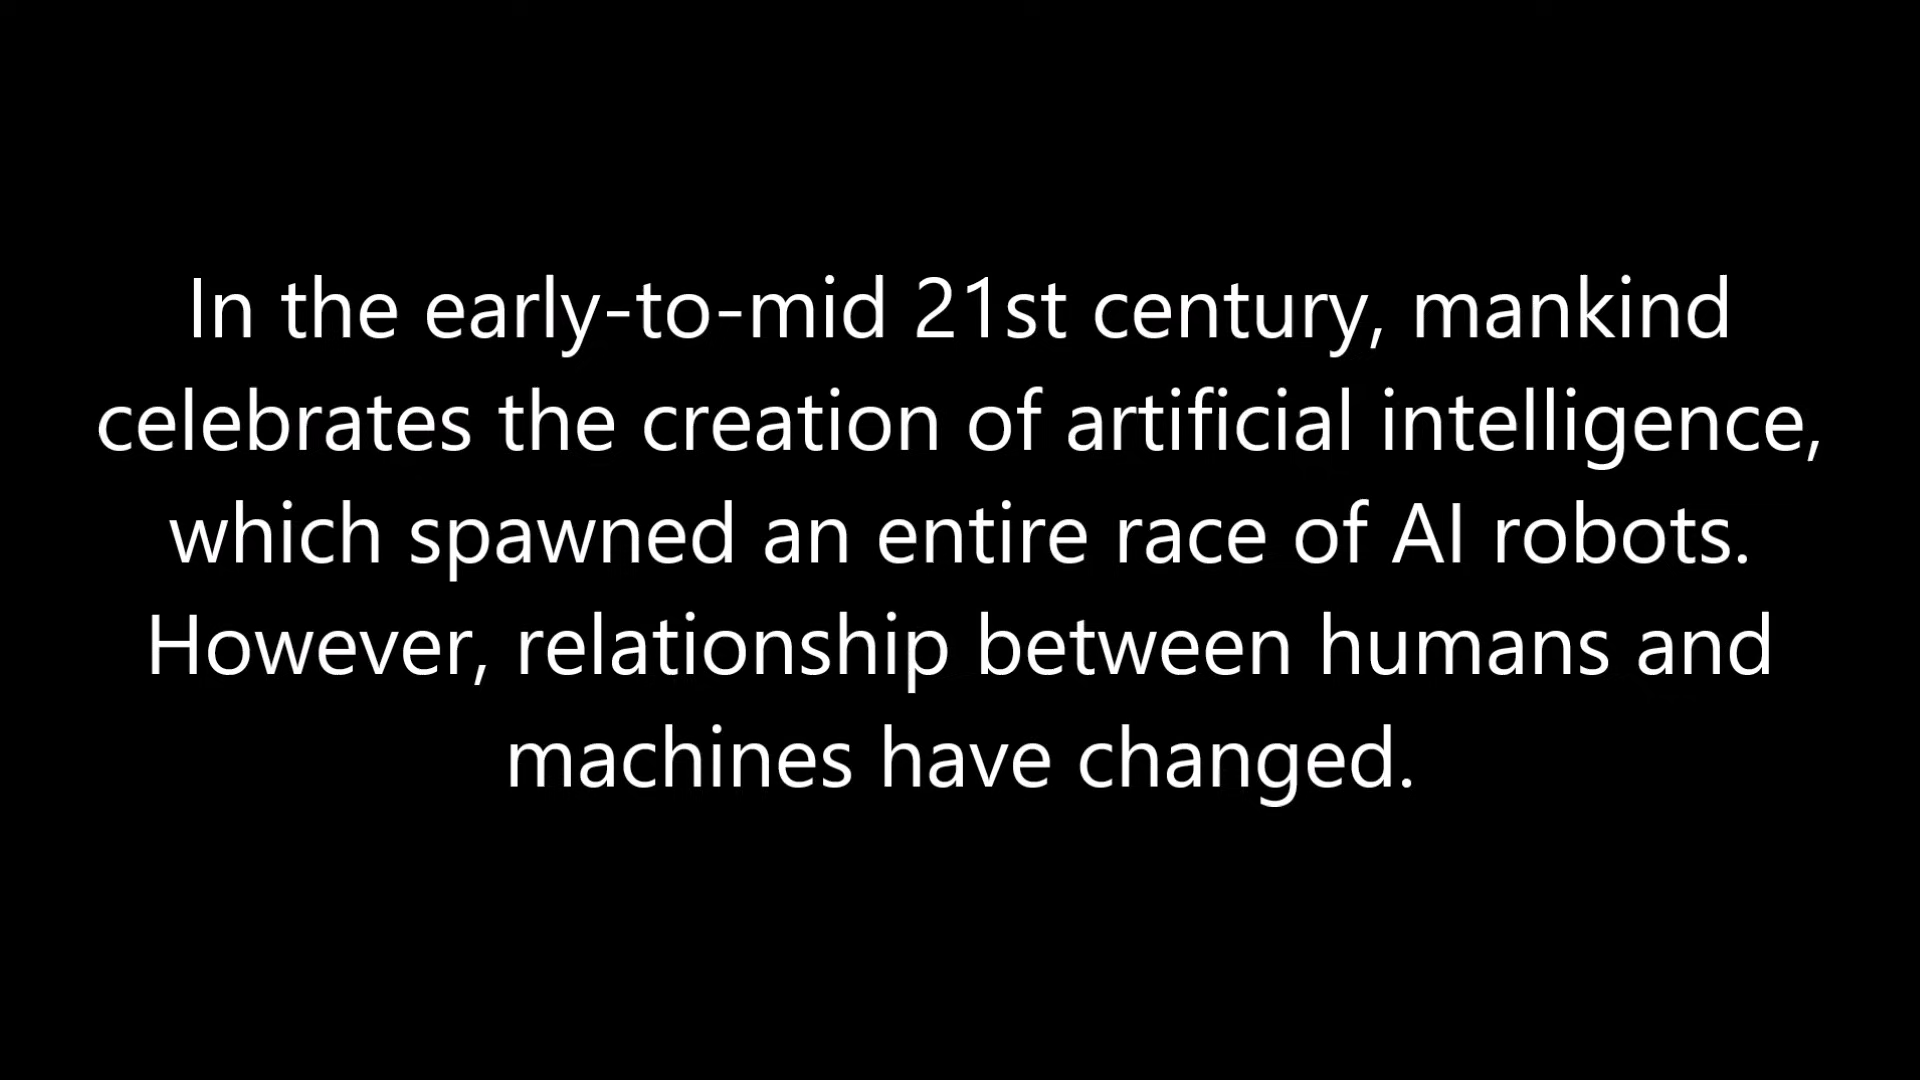 In the early-to-mid 21st century, mankind
celebrates the creation of artificial intelligence,
which spawned an entire race of AI robots.
However, relationship between humans and
machines have changed.